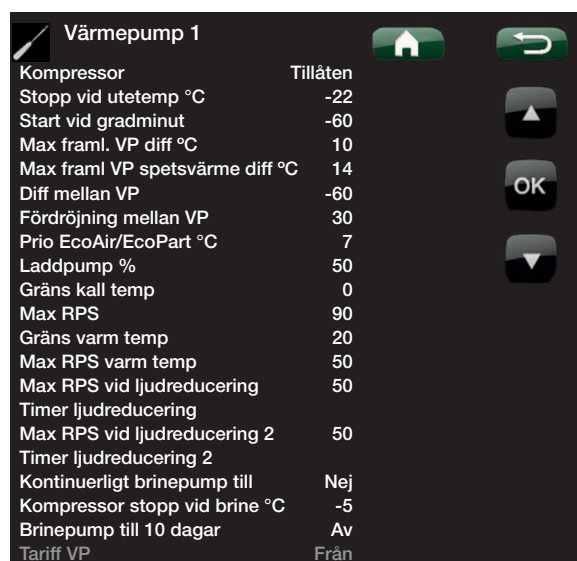 Värmepump 1
Kompressor Tillåten
Stopp vid utetemp °C -22
Start vid gradminut -60
Max framl. VP diff ºC 10
Max framl VP spetsvärme diff ºC 14
Diff mellan VP -60
Fördröjning mellan VP 30
Prio EcoAir/EcoPart °C 7
Laddpump % 50
Gräns kall temp 0
Max RPS 90
Gräns varm temp 20
Max RPS varm temp 50
Max RPS vid ljudreducering 50
Timer ljudreducering
Max RPS vid ljudreducering 2 50
Timer ljudreducering 2
Kontinuerligt brinepump till Nej
Kompressor stopp vid brine °C -5
Brinepump till 10 dagar Av
Tariff VP Från
OK